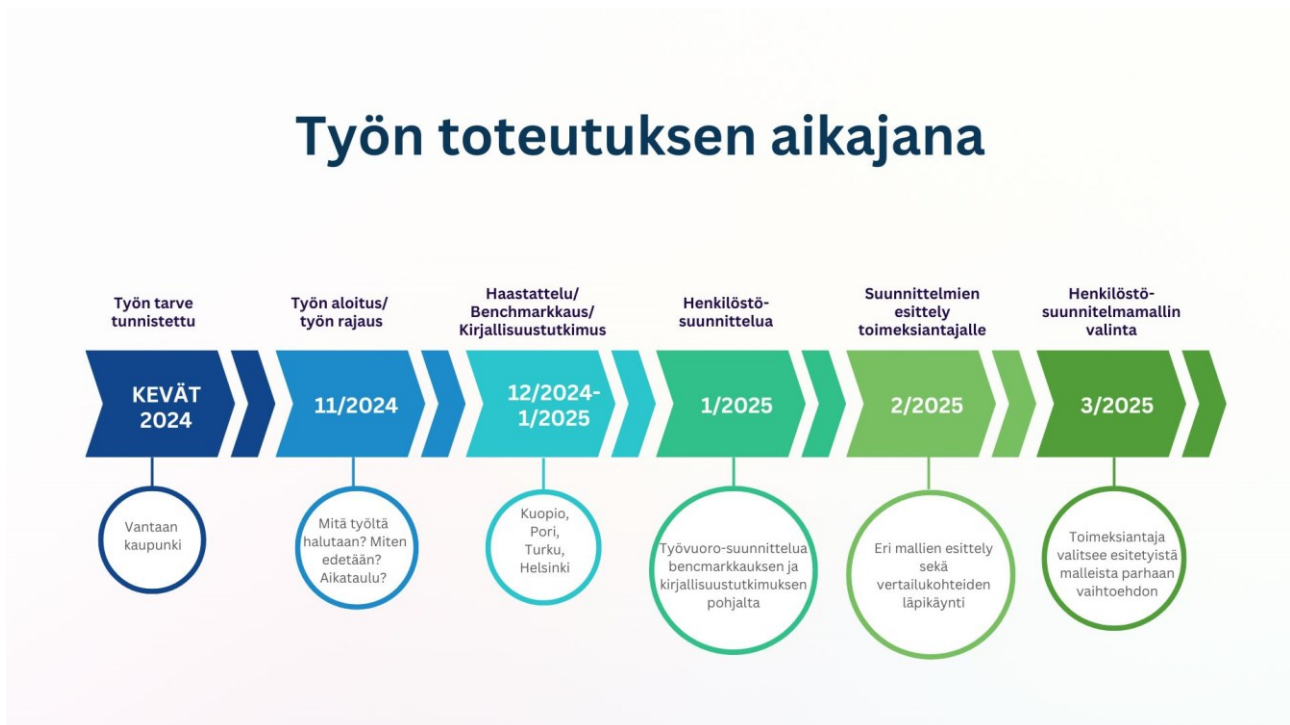 Työn toteutuksen aikajana
Työn tarve
tunnistettu
KEVÄT
2024
Vantaan
kaupunki
Työn aloitus/
työn rajaus
11/2024
Mitä työltä
halutaan? Miten
edetään?
Aikataulu?
Haastattelu/
Benchmarkkaus/
Kirjallisuustutkimus
12/2024-
1/2025
Kuopio,
Pori,
Turku,
Helsinki
Henkilöstö-
suunnittelua
1/2025
Työvuoro-suunnittelua
bencmarkkauksen ja
kirjallisuustutkimuksen
pohjalta
Suunnittelmien
esittely
toimeksiantajalle
2/2025
Eri mallien esittely
sekä
vertailukohteiden
läpikäynti
Henkilöstö-
suunnitelmamallin
valinta
3/2025
Toimeksiantaja
valitsee esitetyistä
malleista parhaan
vaihtoehdon